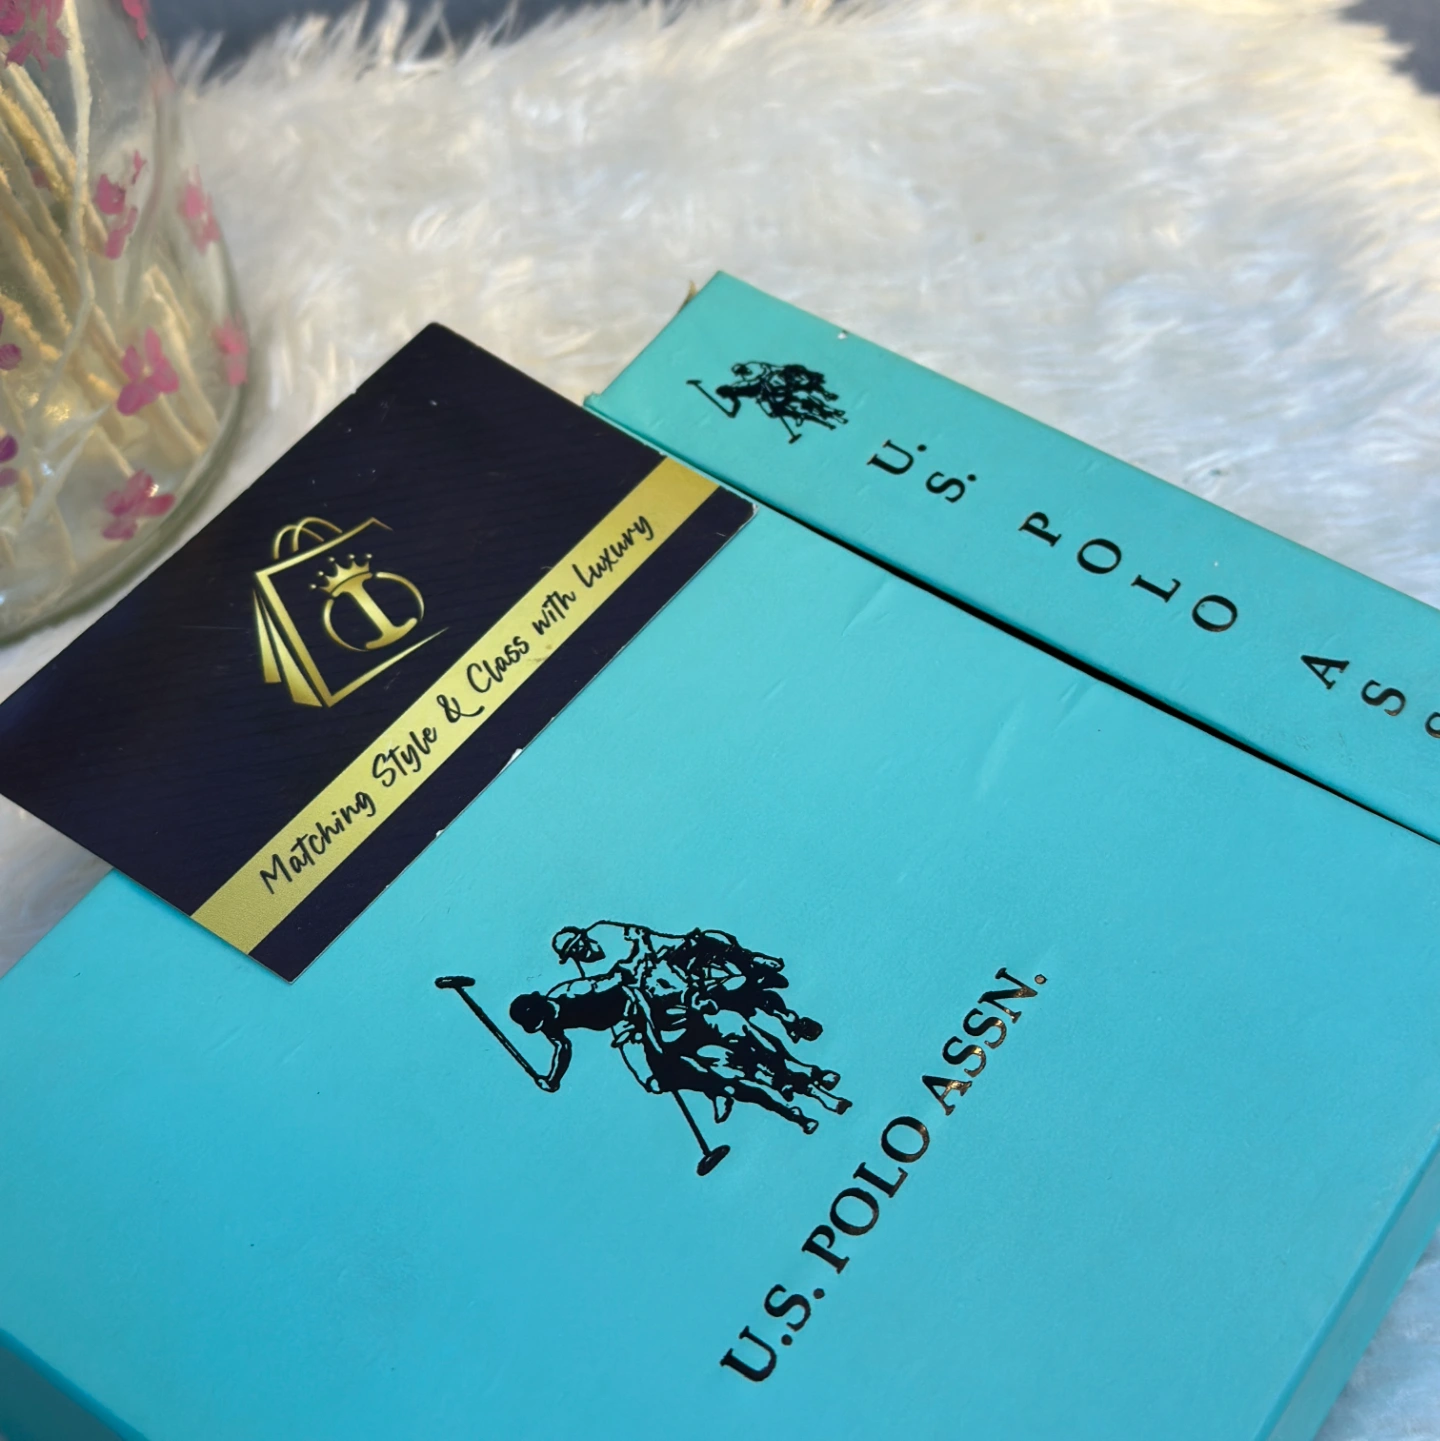 U.S. POLO ASS
I
Matching Style & Class with Luxury
U.S. POLO ASSN.